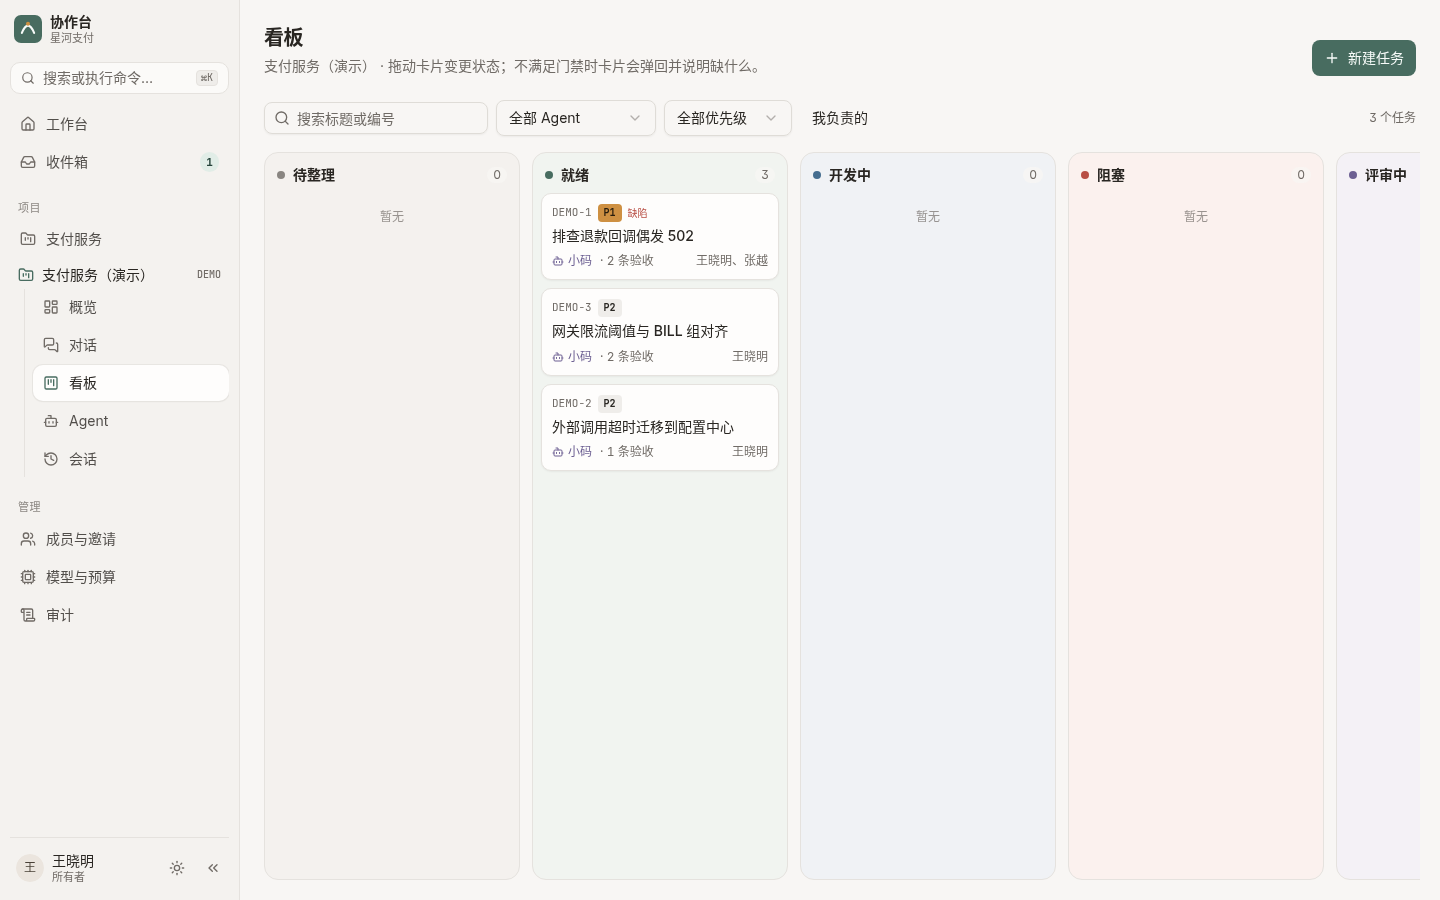 协作台
星河支付
搜索或执行命令... ⌘K
工作台
收件箱 1
项目
支付服务
支付服务（演示） DEMO
概览
对话
看板
Agent
会话
管理
成员与邀请
模型与预算
审计
王 王晓明
所有者
看板
支付服务（演示） · 拖动卡片变更状态；不满足门禁时卡片会弹回并说明缺什么。
新建任务
搜索标题或编号 全部 Agent 全部优先级 我负责的 3 个任务
待整理 0
暂无
就绪 3
DEMO-1 P1 缺陷
排查退款回调偶发 502
小码 · 2 条验收 王晓明、张越
DEMO-3 P2
网关限流阈值与 BILL 组对齐
小码 · 2 条验收 王晓明
DEMO-2 P2
外部调用超时迁移到配置中心
小码 · 1 条验收 王晓明
开发中 0
暂无
阻塞 0
暂无
评审中